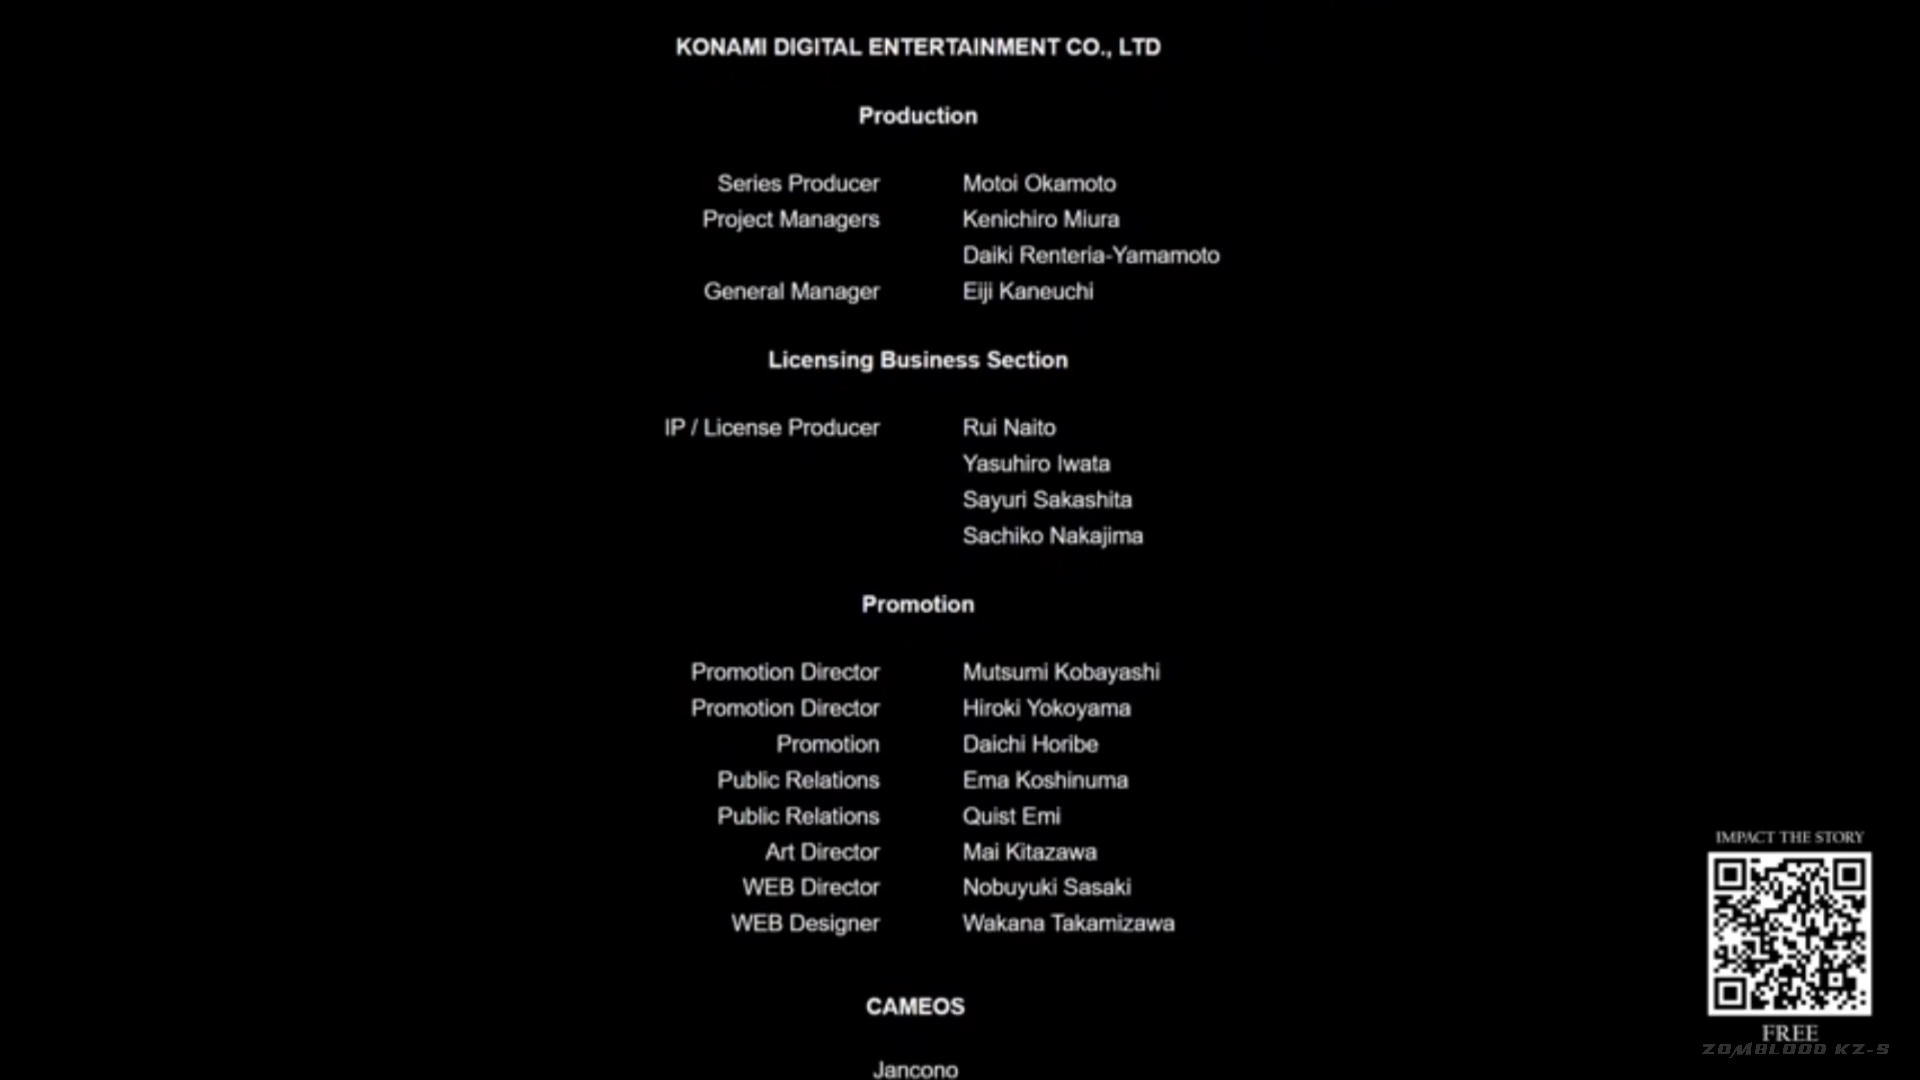 KONAMI DIGITAL ENTERTAINMENT CO., LTD
Production
Series Producer Motoi Okamoto
Project Managers Kenichiro Miura
Daiki Renteria-Yamamoto
General Manager Eiji Kaneuchi
Licensing Business Section
IP / License Producer Rui Naito
Yasuhiro Iwata
Sayuri Sakashita
Sachiko Nakajima
Promotion
Promotion Director Mutsumi Kobayashi
Promotion Director Hiroki Yokoyama
Promotion Daichi Horibe
Public Relations Ema Koshinuma
Public Relations Quist Emi
Art Director Mai Kitazawa
WEB Director Nobuyuki Sasaki
WEB Designer Wakana Takamizawa
CAMEOS
Jancono
IMPACT THE STORY
FREE
ZOMBLOOD KZ-S